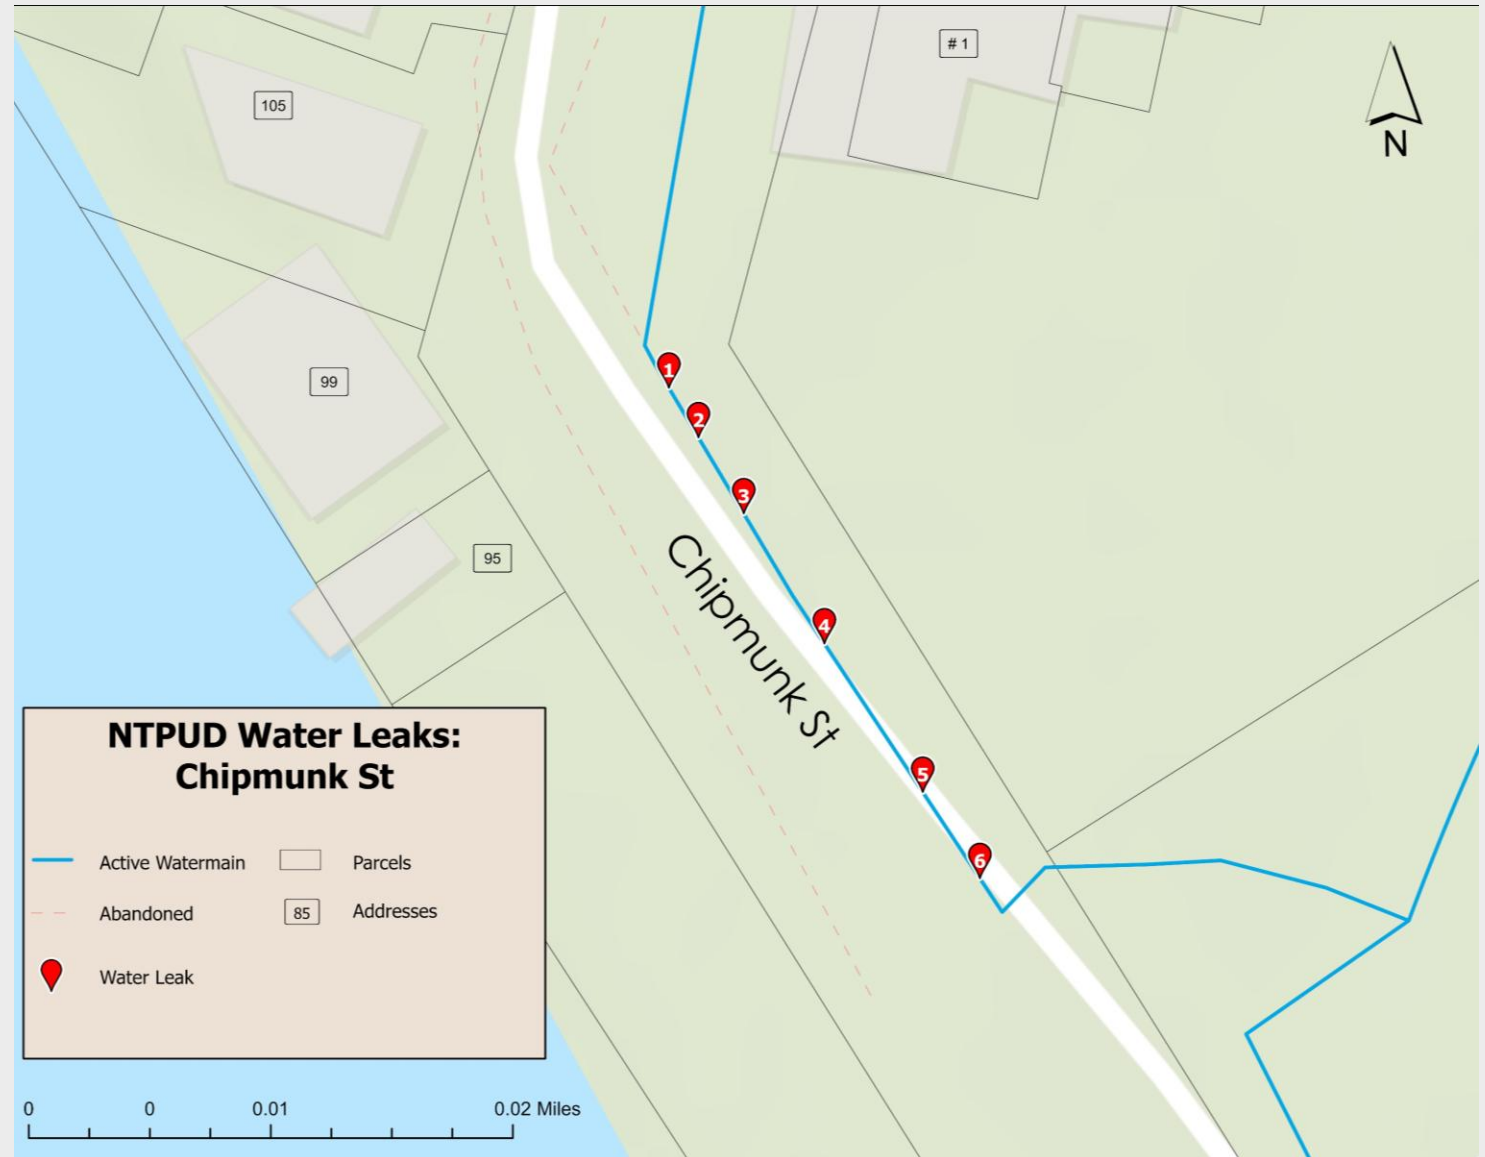 # 1
105
N
1
99
2
3
95
Chipmunk St
4
5
6
NTPUD Water Leaks:
Chipmunk St
Active Watermain
Parcels
Abandoned
85
Addresses
Water Leak
0 0 0.01 0.02 Miles